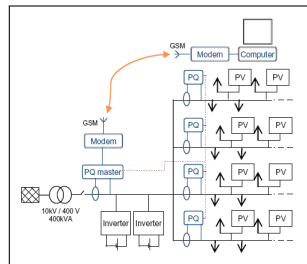 GSM
Modem
Computer
PQ
PV
PV
GSM
Modem
PQ
PV
PV
PQ master
PQ
PV
PV
10kV / 400 V
400kVA
Inverter
Inverter
PQ
PV
PV